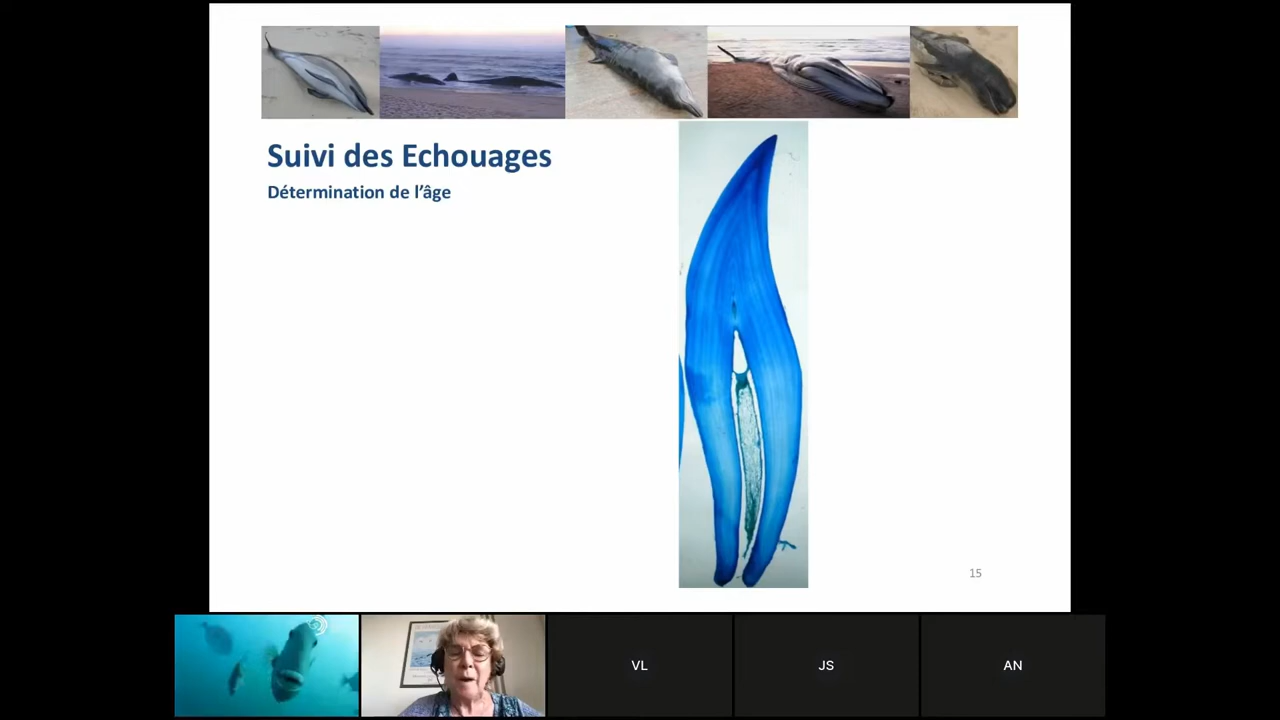 Suivi des Echouages
Détermination de l’âge
15
VL
JS
AN